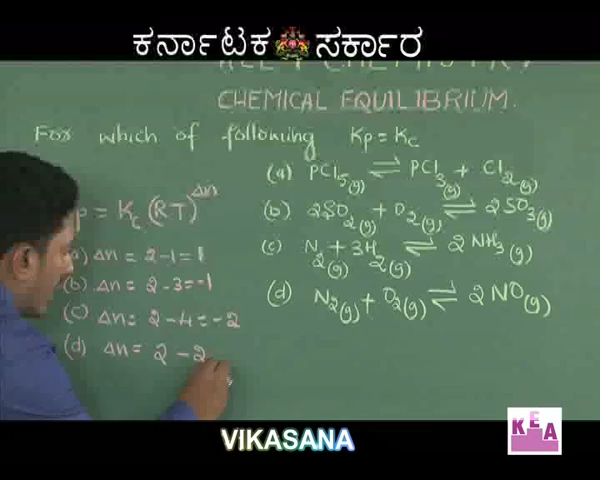 ಕರ್ನಾಟಕ ಸರ್ಕಾರ
CHEMICAL EQUILIBRIUM.
For which of following Kp = Kc
(a) PCl5(g) ⇌ PCl3(g) + Cl2(g)
(b) 2SO2(g) + O2(g) ⇌ 2SO3(g)
(c) N2(g) + 3H2(g) ⇌ 2NH3(g)
(d) N2(g) + O2(g) ⇌ 2NO(g)
p = Kc (RT)^Δn
a) Δn = 2-1 = 1
(b) Δn = 2-3 = -1
(c) Δn = 2-4 = -2
(d) Δn = 2-2
KEA
VIKASANA